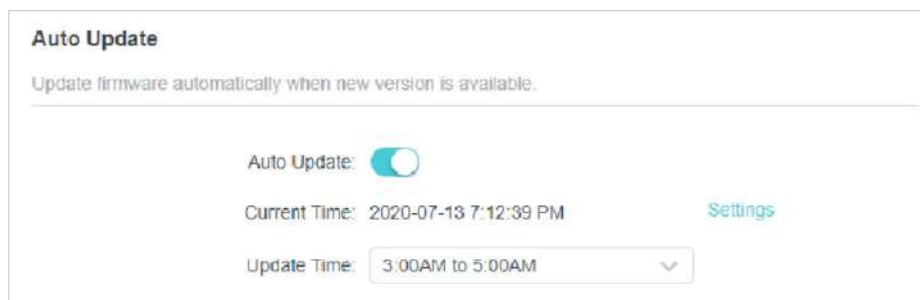 Auto Update
Update firmware automatically when new version is available.
Auto Update:
Current Time: 2020-07-13 7:12:39 PM Settings
Update Time: 3:00AM to 5:00AM